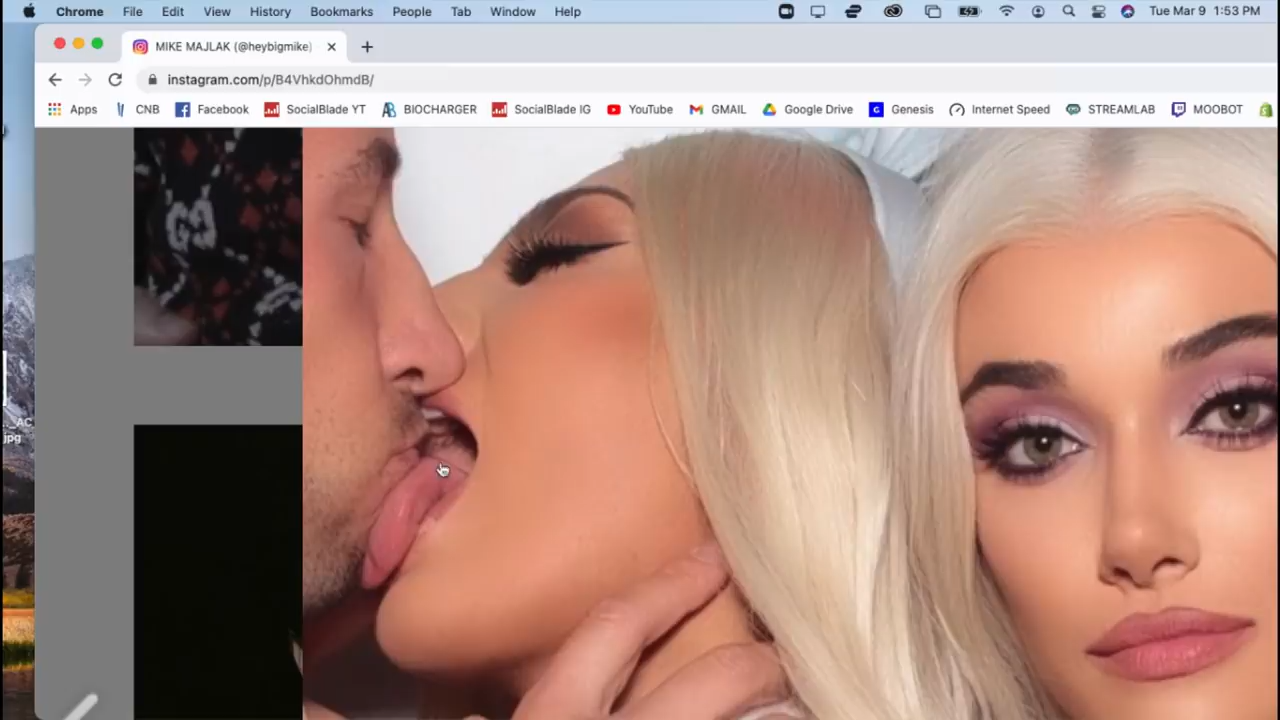 Chrome File Edit View History Bookmarks People Tab Window Help Tue Mar 9 1:53 PM
MIKE MAJLAK (@heybigmike)
instagram.com/p/B4VhkdOhmdB/
Apps CNB Facebook SocialBlade YT BIOCHARGER SocialBlade IG YouTube GMAIL Google Drive Genesis Internet Speed STREAMLAB MOOBOT
_AC
jpg